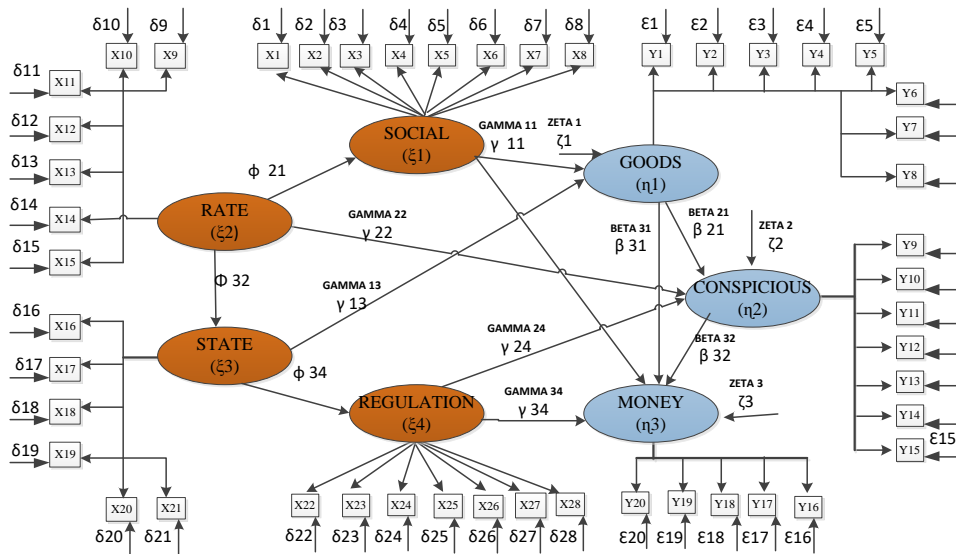 δ10 δ9 δ1 δ2 δ3 δ4 δ5 δ6 δ7 δ8 ε1 ε2 ε3 ε4 ε5
X10 X9 X1 X2 X3 X4 X5 X6 X7 X8 Y1 Y2 Y3 Y4 Y5
δ11
X11
Y6
δ12
X12
Y7
δ13
X13
Y8
δ14
X14
δ15
X15
SOCIAL
(ξ1)
GAMMA 11
γ 11
ZETA 1
ζ1
GOODS
(η1)
ф 21
RATE
(ξ2)
GAMMA 22
γ 22
BETA 31
β 31
BETA 21
β 21
ZETA 2
ζ2
Φ 32
GAMMA 13
γ 13
CONSPICIOUS
(η2)
Y9
Y10
Y11
Y12
Y13
Y14
Y15
ε15
δ16
X16
δ17
X17
δ18
X18
δ19
X19
STATE
(ξ3)
ф 34
GAMMA 24
γ 24
BETA 32
β 32
REGULATION
(ξ4)
GAMMA 34
γ 34
MONEY
(η3)
ZETA 3
ζ3
X20 X21 X22 X23 X24 X25 X26 X27 X28 Y20 Y19 Y18 Y17 Y16
δ20 δ21 δ22 δ23 δ24 δ25 δ26 δ27 δ28 ε20 ε19 ε18 ε17 ε16